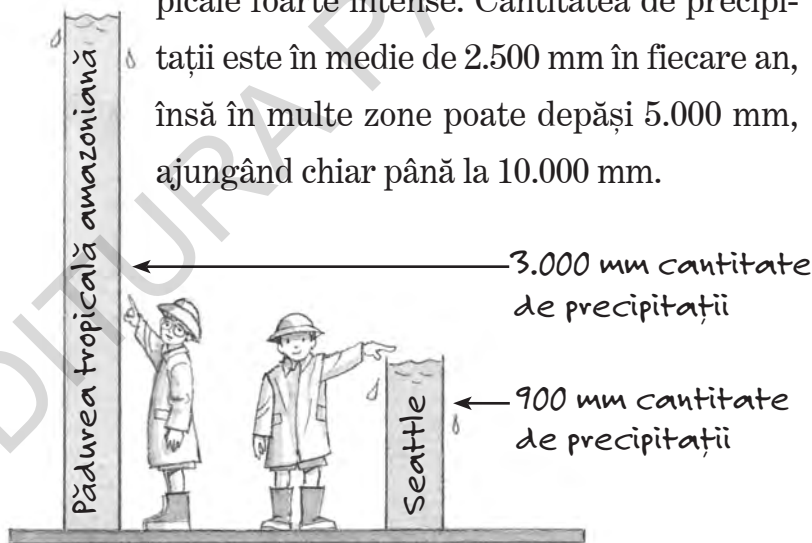 picale foarte intense. Cantitatea de precipi-
tații este în medie de 2.500 mm în fiecare an,
însă în multe zone poate depăși 5.000 mm,
ajungând chiar până la 10.000 mm.
Pădurea tropicală amazoniană
3.000 mm cantitate
de precipitații
Seattle
900 mm cantitate
de precipitații